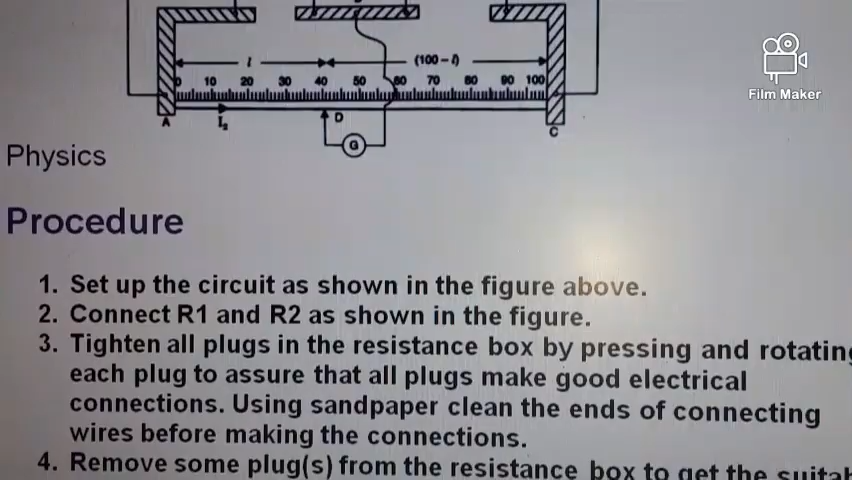 l
(100 – l)
0 10 20 30 40 50 60 70 80 90 100
Film Maker
A
I₂
D
G
C
Physics
Procedure
1. Set up the circuit as shown in the figure above.
2. Connect R1 and R2 as shown in the figure.
3. Tighten all plugs in the resistance box by pressing and rotating
each plug to assure that all plugs make good electrical
connections. Using sandpaper clean the ends of connecting
wires before making the connections.
4. Remove some plug(s) from the resistance box to get the